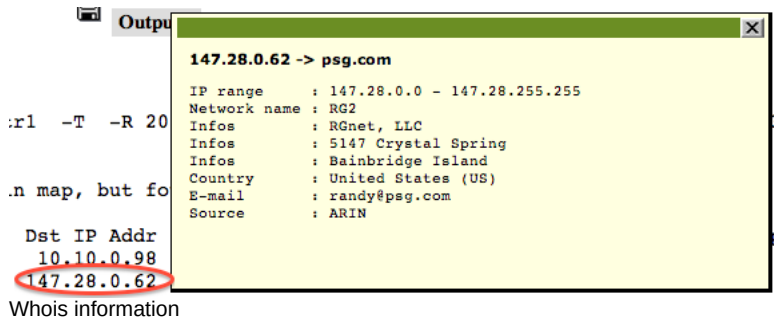 Outpu
147.28.0.62 -> psg.com
IP range : 147.28.0.0 - 147.28.255.255
Network name : RG2
Infos : RGnet, LLC
Infos : 5147 Crystal Spring
Infos : Bainbridge Island
Country : United States (US)
E-mail : randy@psg.com
Source : ARIN
r1 -T -R 20
n map, but fo
Dst IP Addr
10.10.0.98
147.28.0.62
Whois information